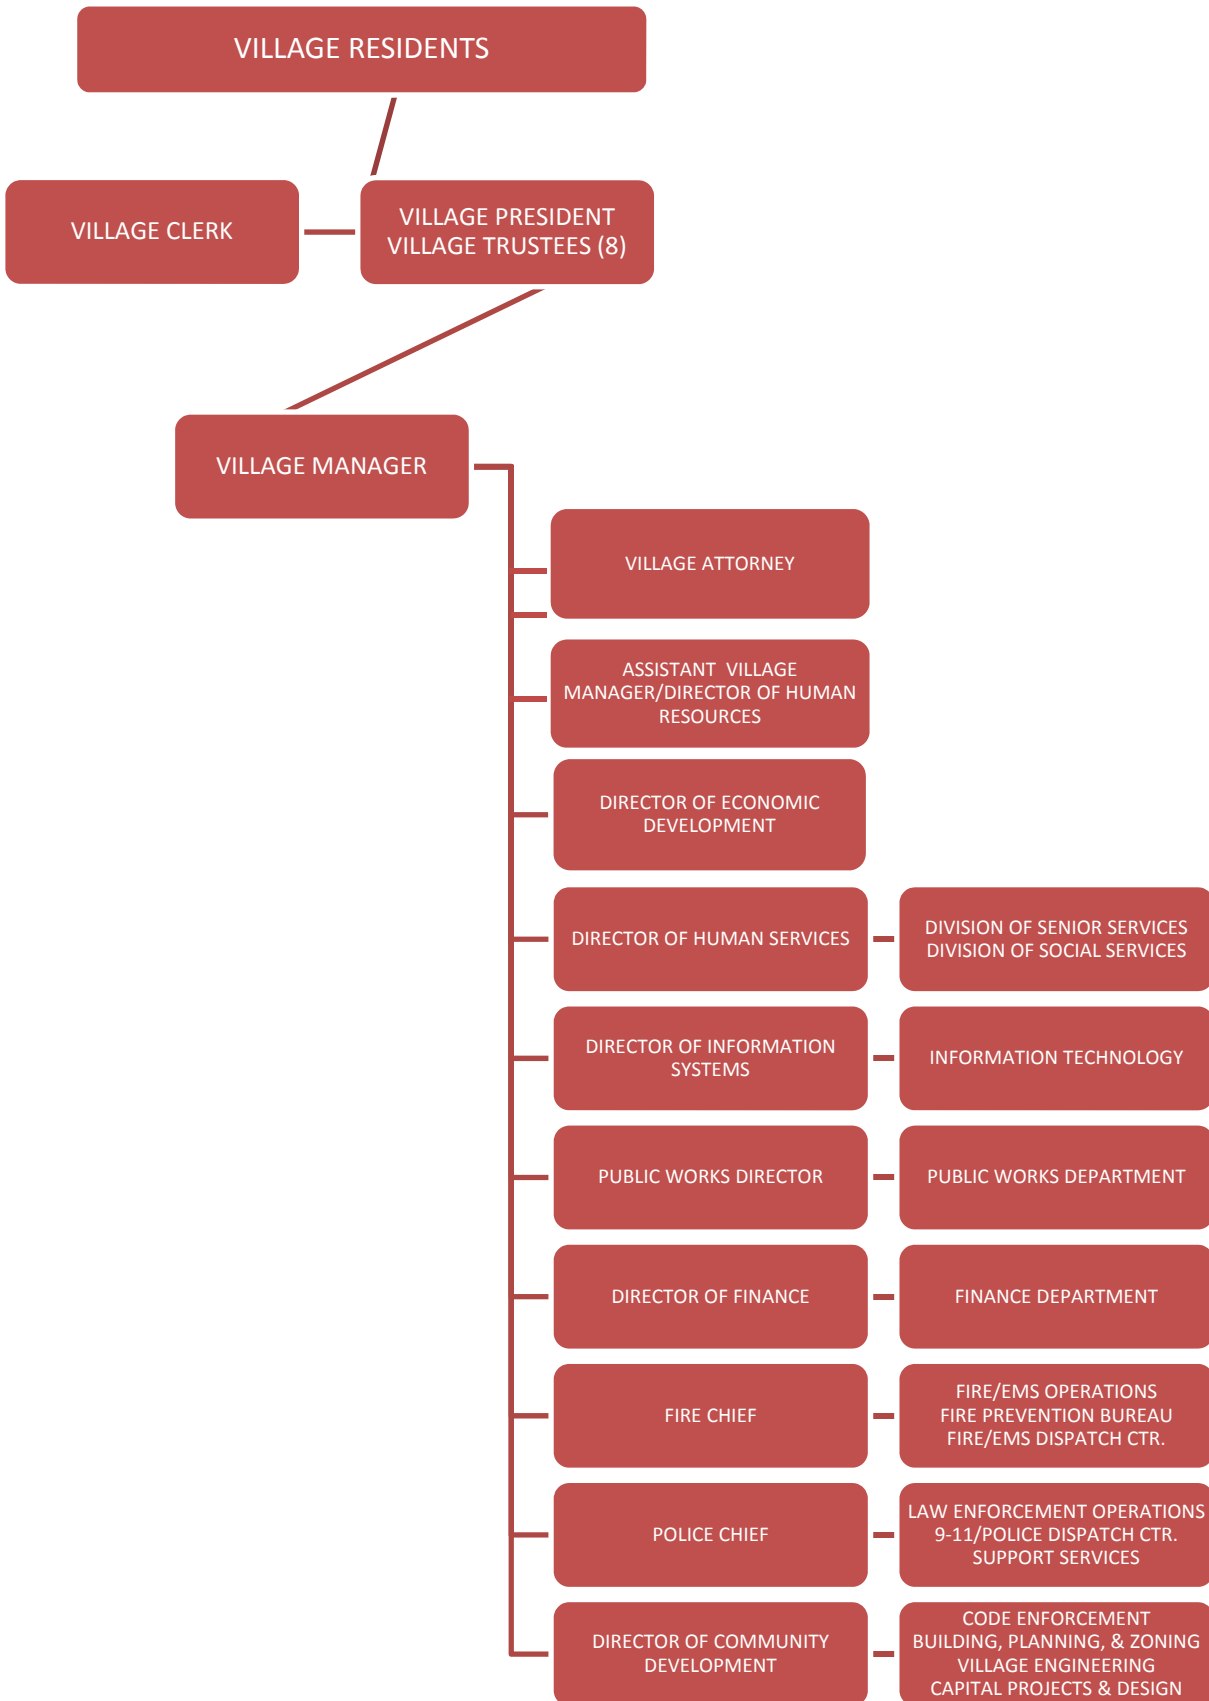 VILLAGE RESIDENTS
VILLAGE CLERK
VILLAGE PRESIDENT
VILLAGE TRUSTEES (8)
VILLAGE MANAGER
VILLAGE ATTORNEY
ASSISTANT VILLAGE
MANAGER/DIRECTOR OF HUMAN
RESOURCES
DIRECTOR OF ECONOMIC
DEVELOPMENT
DIRECTOR OF HUMAN SERVICES
DIVISION OF SENIOR SERVICES
DIVISION OF SOCIAL SERVICES
DIRECTOR OF INFORMATION
SYSTEMS
INFORMATION TECHNOLOGY
PUBLIC WORKS DIRECTOR
PUBLIC WORKS DEPARTMENT
DIRECTOR OF FINANCE
FINANCE DEPARTMENT
FIRE CHIEF
FIRE/EMS OPERATIONS
FIRE PREVENTION BUREAU
FIRE/EMS DISPATCH CTR.
POLICE CHIEF
LAW ENFORCEMENT OPERATIONS
9-11/POLICE DISPATCH CTR.
SUPPORT SERVICES
DIRECTOR OF COMMUNITY
DEVELOPMENT
CODE ENFORCEMENT
BUILDING, PLANNING, & ZONING
VILLAGE ENGINEERING
CAPITAL PROJECTS & DESIGN